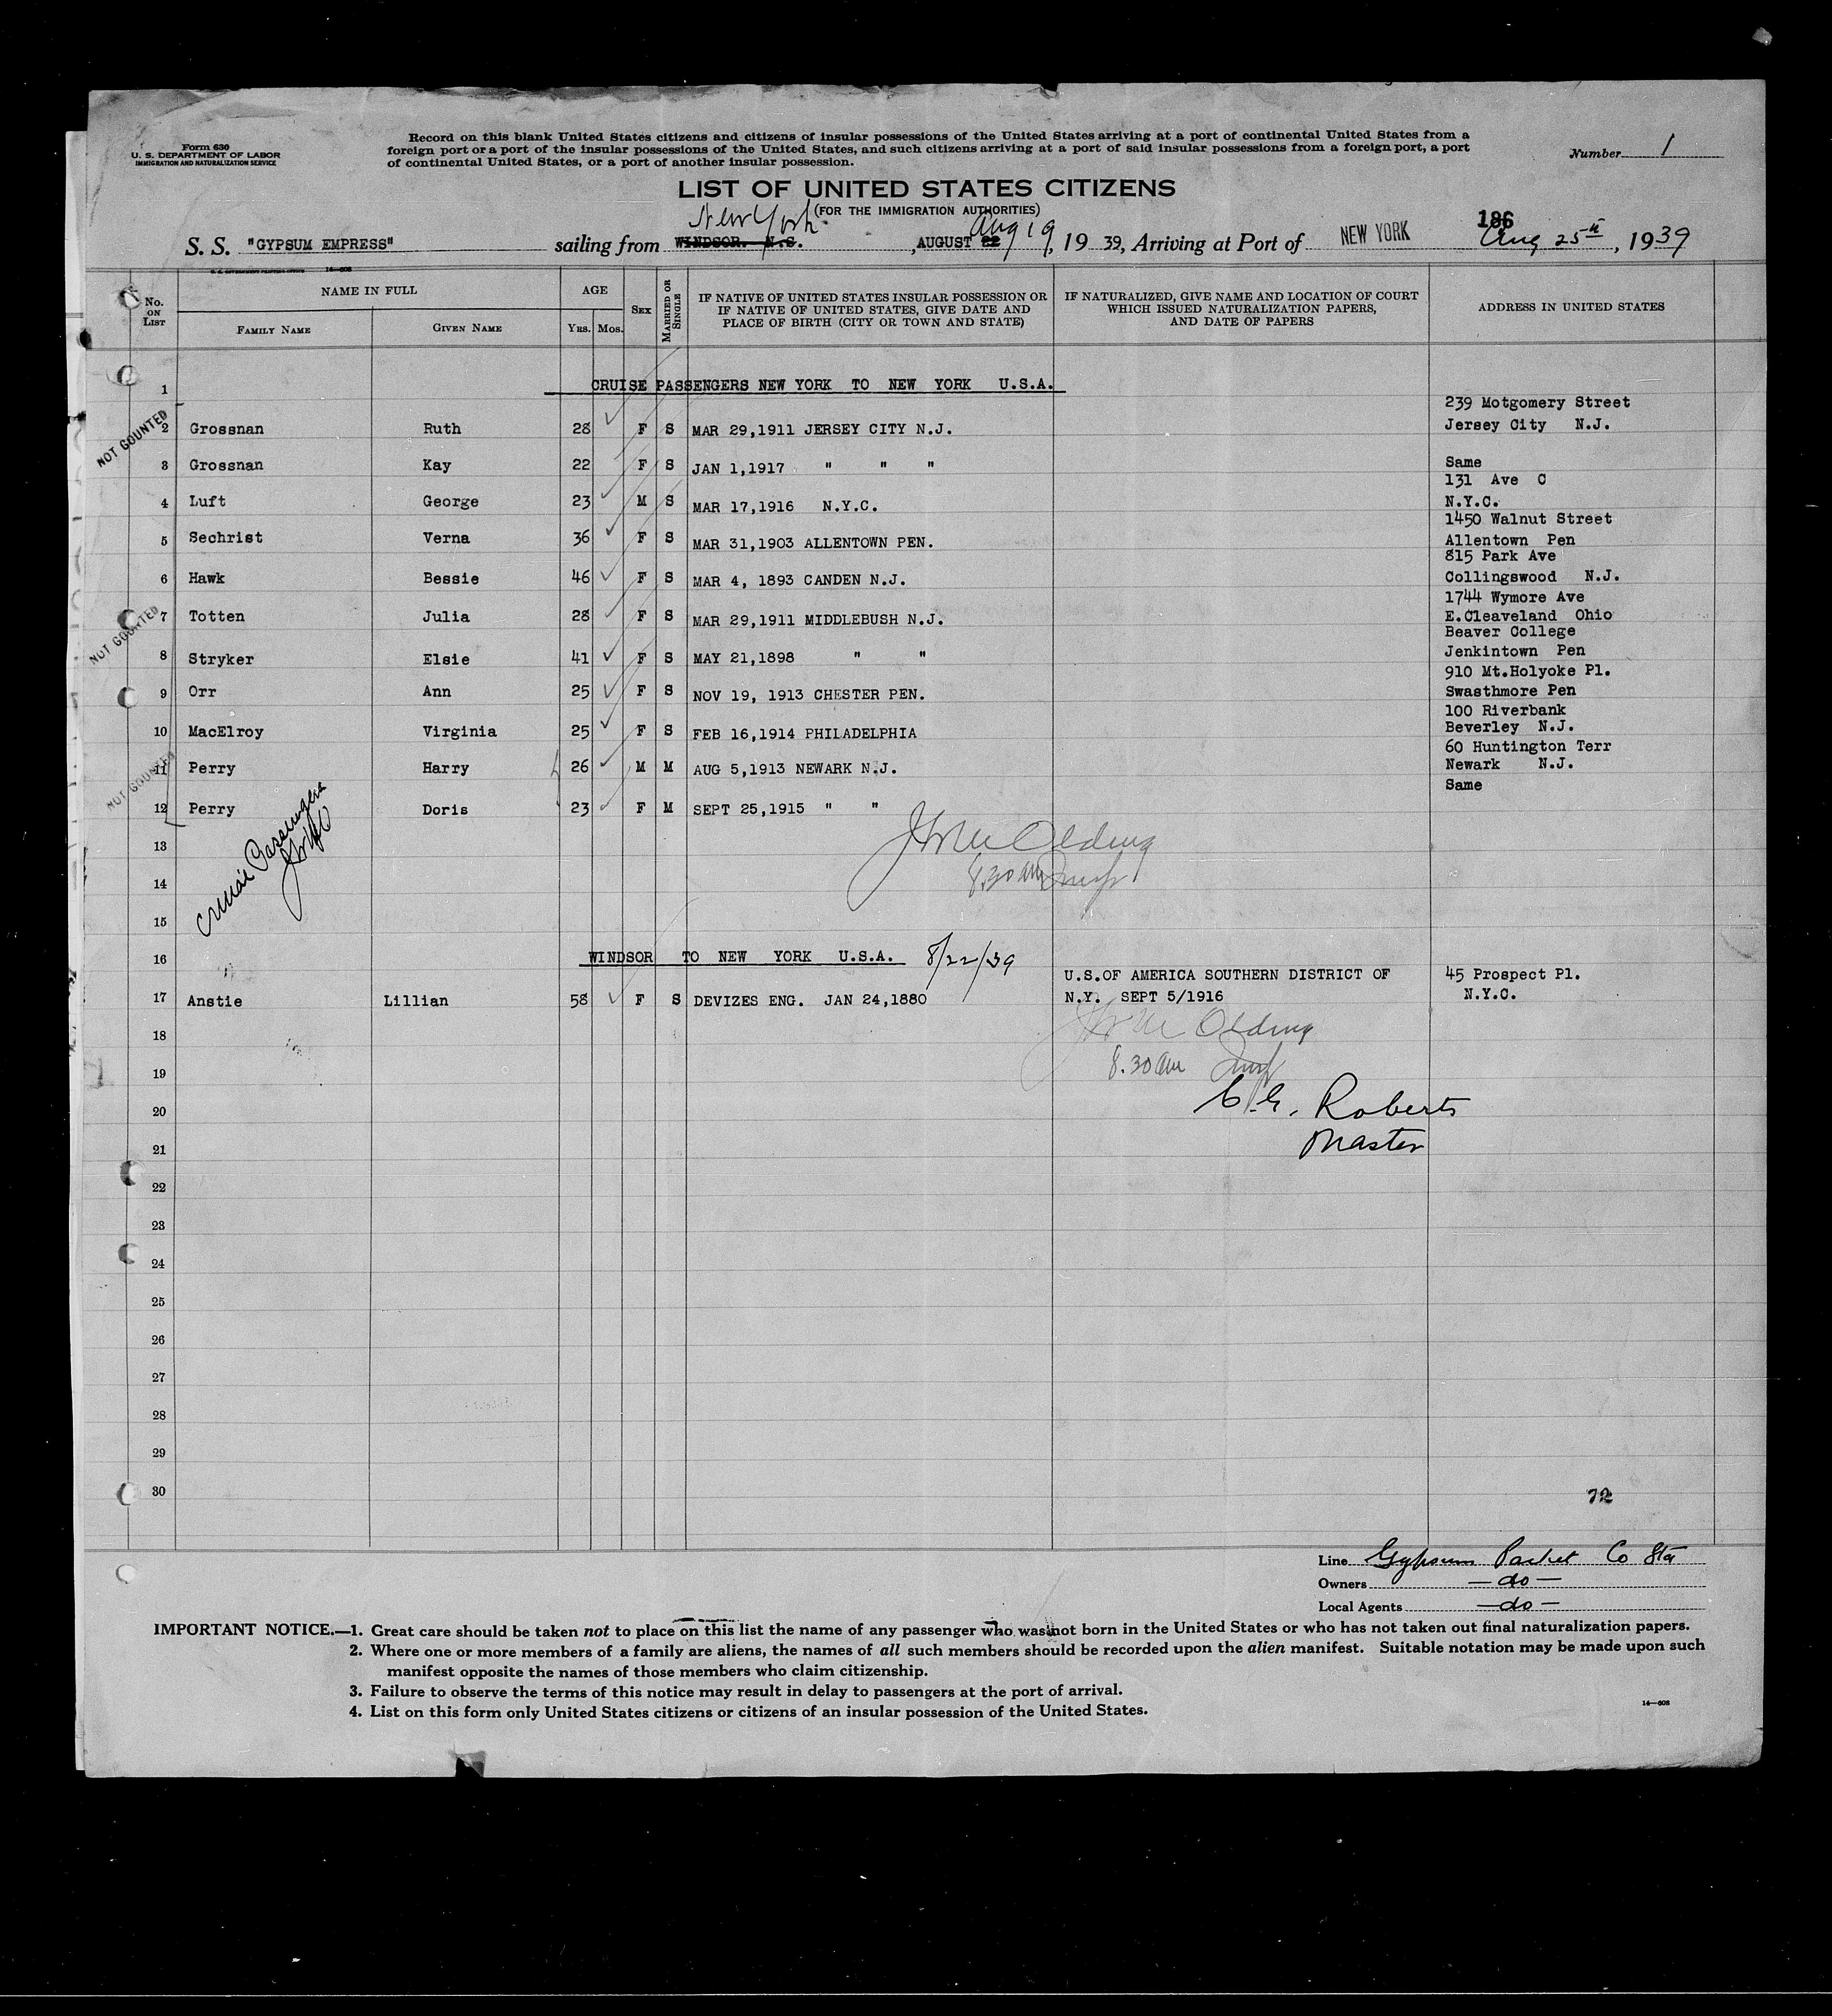 Form 630
U. S. DEPARTMENT OF LABOR
IMMIGRATION AND NATURALIZATION SERVICE
Record on this blank United States citizens and citizens of insular possessions of the United States arriving at a port of continental United States from a
foreign port or a port of the insular possessions of the United States, and such citizens arriving at a port of said insular possessions from a foreign port, a port
of continental United States, or a port of another insular possession.
Number 1
LIST OF UNITED STATES CITIZENS
(FOR THE IMMIGRATION AUTHORITIES)
New York Aug 19 186
S. S. "GYPSUM EMPRESS" sailing from WINDSOR. N.S. , AUGUST 22, 19 39, Arriving at Port of NEW YORK Aug 25th, 1939
No. ON LIST
NAME IN FULL
FAMILY NAME GIVEN NAME
AGE
YRS. MOS.
SEX
MARRIED OR SINGLE
IF NATIVE OF UNITED STATES INSULAR POSSESSION OR
IF NATIVE OF UNITED STATES, GIVE DATE AND
PLACE OF BIRTH (CITY OR TOWN AND STATE)
IF NATURALIZED, GIVE NAME AND LOCATION OF COURT
WHICH ISSUED NATURALIZATION PAPERS,
AND DATE OF PAPERS
ADDRESS IN UNITED STATES
1 CRUISE PASSENGERS NEW YORK TO NEW YORK U.S.A.
239 Motgomery Street
NOT COUNTED
2 Grossnan Ruth 28 F S MAR 29,1911 JERSEY CITY N.J. Jersey City N.J.
3 Grossnan Kay 22 F S JAN 1,1917 " " " Same
131 Ave C
4 Luft George 23 M S MAR 17,1916 N.Y.C. N.Y.C.
1450 Walnut Street
5 Sechrist Verna 36 F S MAR 31,1903 ALLENTOWN PEN. Allentown Pen
815 Park Ave
6 Hawk Bessie 46 F S MAR 4, 1893 CANDEN N.J. Collingswood N.J.
1744 Wymore Ave
NOT COUNTED
7 Totten Julia 28 F S MAR 29,1911 MIDDLEBUSH N.J. E.Cleaveland Ohio
Beaver College
8 Stryker Elsie 41 F S MAY 21,1898 " " Jenkintown Pen
910 Mt.Holyoke Pl.
9 Orr Ann 25 F S NOV 19, 1913 CHESTER PEN. Swasthmore Pen
100 Riverbank
10 MacElroy Virginia 25 F S FEB 16,1914 PHILADELPHIA Beverley N.J.
60 Huntington Terr
NOT COUNTED
11 Perry Harry 26 M M AUG 5,1913 NEWARK N.J. Newark N.J.
Same
12 Perry Doris 23 F M SEPT 25,1915 " "
Cruise Passengers
13
Olding
8.30 am Insp
14
15
16 WINDSOR TO NEW YORK U.S.A. 8/22/39
U.S.OF AMERICA SOUTHERN DISTRICT OF 45 Prospect Pl.
17 Anstie Lillian 58 F S DEVIZES ENG. JAN 24,1880 N.Y. SEPT 5/1916 N.Y.C.
18
Olding
19
8.30 am Insp
20
C.G. Roberts
21
Master
22
23
24
25
26
27
28
29
30
72
Line Gypsum Packet Co Ltd
Owners —do—
Local Agents —do—
IMPORTANT NOTICE.—1. Great care should be taken not to place on this list the name of any passenger who was not born in the United States or who has not taken out final naturalization papers.
2. Where one or more members of a family are aliens, the names of all such members should be recorded upon the alien manifest. Suitable notation may be made upon such
manifest opposite the names of those members who claim citizenship.
3. Failure to observe the terms of this notice may result in delay to passengers at the port of arrival.
4. List on this form only United States citizens or citizens of an insular possession of the United States.
14—608